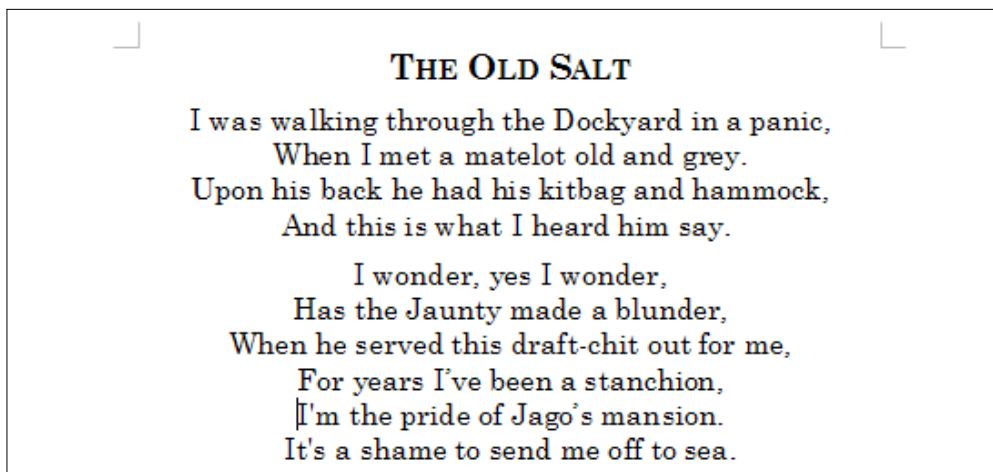 THE OLD SALT
I was walking through the Dockyard in a panic,
When I met a matelot old and grey.
Upon his back he had his kitbag and hammock,
And this is what I heard him say.
I wonder, yes I wonder,
Has the Jaunty made a blunder,
When he served this draft-chit out for me,
For years I’ve been a stanchion,
I'm the pride of Jago’s mansion.
It's a shame to send me off to sea.